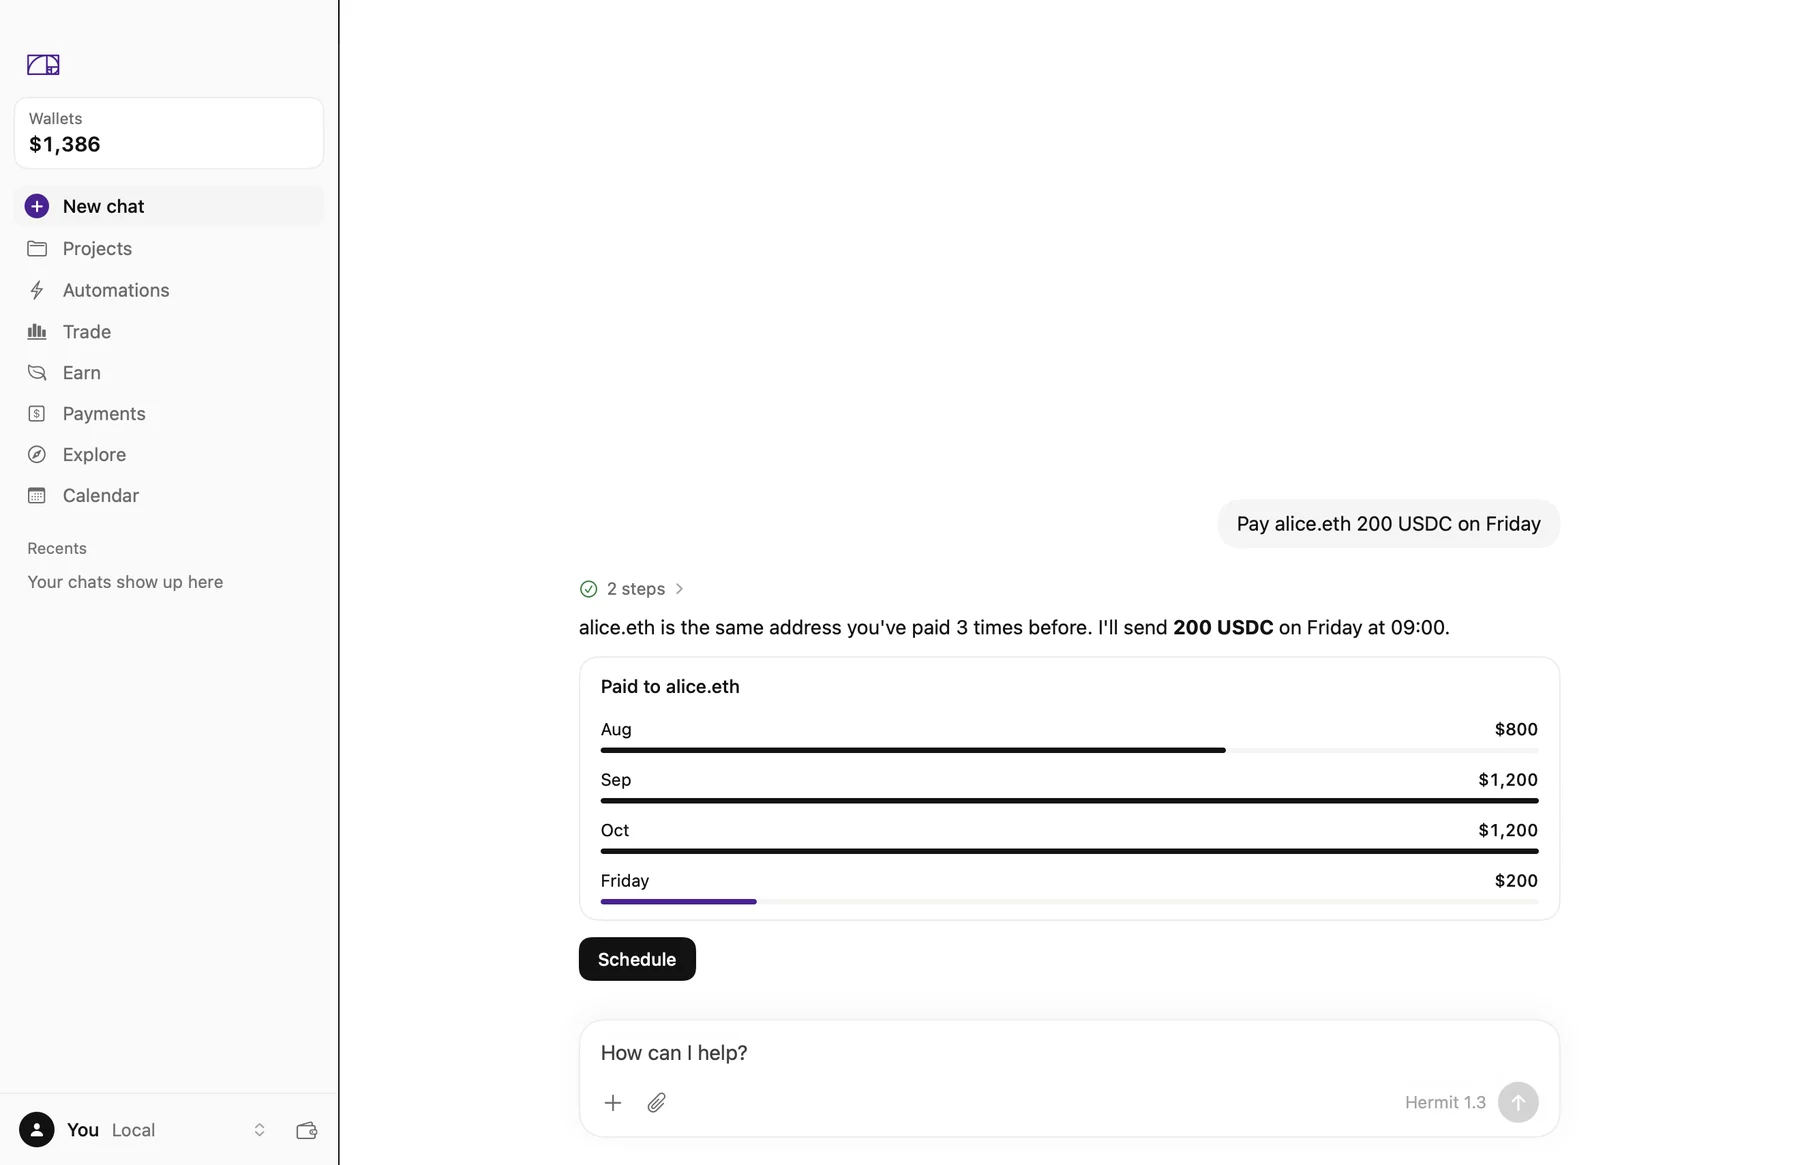 Wallets
$1,386
New chat
Projects
Automations
Trade
Earn
Payments
Explore
Calendar
Recents
Your chats show up here
You Local
Pay alice.eth 200 USDC on Friday
2 steps
alice.eth is the same address you've paid 3 times before. I'll send 200 USDC on Friday at 09:00.
Paid to alice.eth
Aug $800
Sep $1,200
Oct $1,200
Friday $200
Schedule
How can I help?
Hermit 1.3